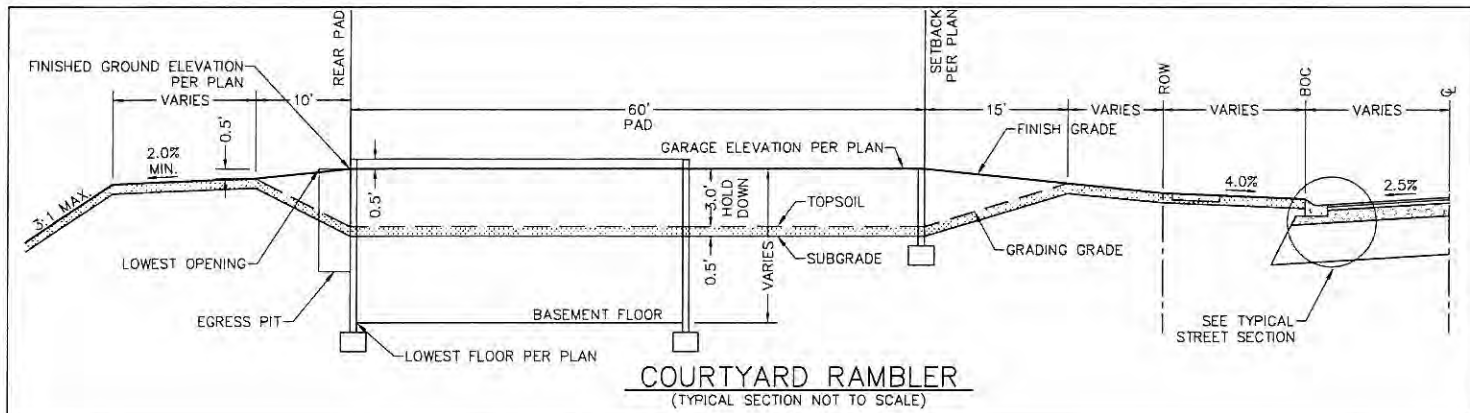 REAR PAD
SETBACK
PER PLAN
FINISHED GROUND ELEVATION
PER PLAN
VARIES
10'
60'
PAD
15'
VARIES
ROW
VARIES
BOC
VARIES
℄
0.5'
2.0%
MIN.
3:1 MAX.
GARAGE ELEVATION PER PLAN
FINISH GRADE
4.0%
2.5%
0.5'
3.0'
HOLD
DOWN
TOPSOIL
LOWEST OPENING
0.5'
VARIES
SUBGRADE
GRADING GRADE
EGRESS PIT
BASEMENT FLOOR
SEE TYPICAL
STREET SECTION
LOWEST FLOOR PER PLAN
COURTYARD RAMBLER
(TYPICAL SECTION NOT TO SCALE)